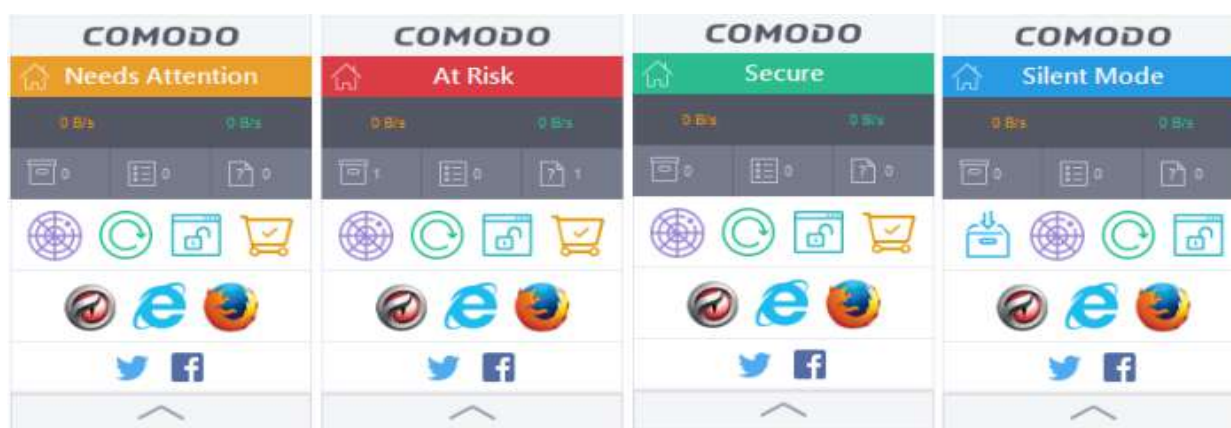 COMODO COMODO COMODO COMODO
Needs Attention At Risk Secure Silent Mode
0 B/s 0 B/s 0 B/s 0 B/s 0 B/s 0 B/s 0 B/s 0 B/s
0 0 0 1 0 1 0 0 0 0 0 0